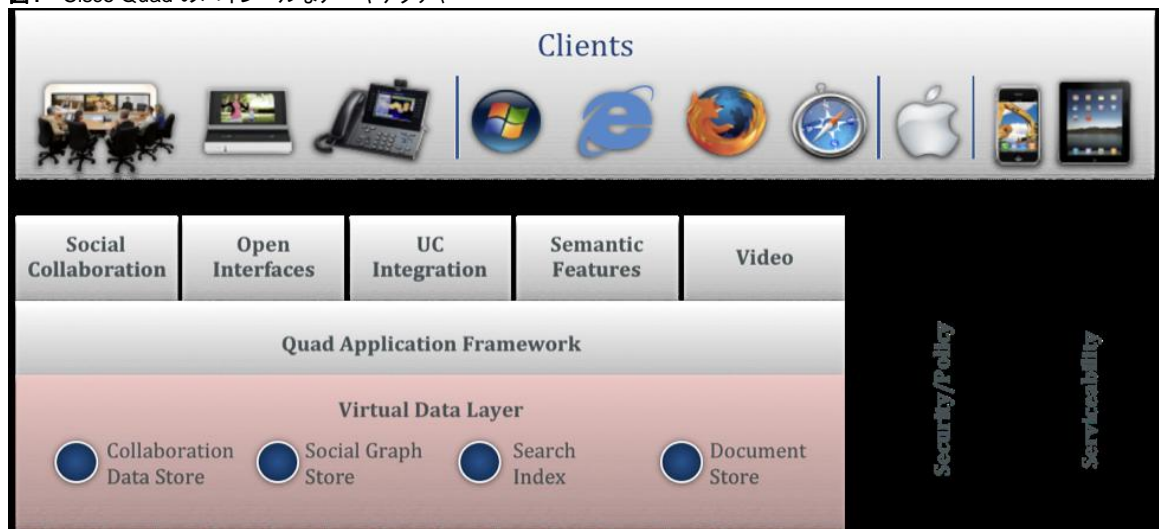 Clients
Social
Collaboration
Open
Interfaces
UC
Integration
Semantic
Features
Video
Quad Application Framework
Virtual Data Layer
Collaboration
Data Store
Social Graph
Store
Search
Index
Document
Store
Security/Policy
Serviceability